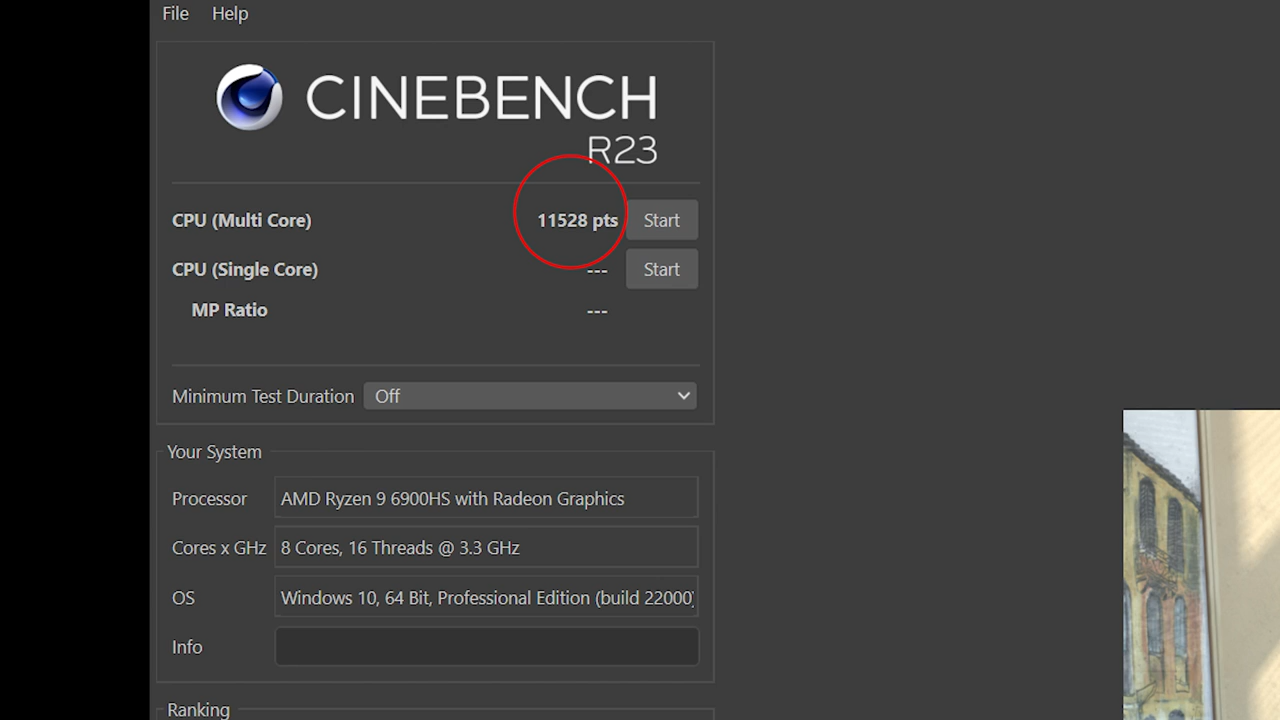 File Help
CINEBENCH
R23
CPU (Multi Core) 11528 pts Start
CPU (Single Core) --- Start
MP Ratio ---
Minimum Test Duration Off
Your System
Processor AMD Ryzen 9 6900HS with Radeon Graphics
Cores x GHz 8 Cores, 16 Threads @ 3.3 GHz
OS Windows 10, 64 Bit, Professional Edition (build 22000)
Info
Ranking